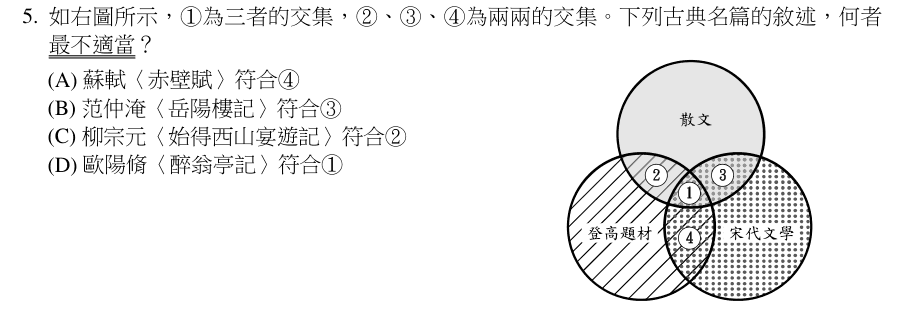 5. 如右圖所示，①為三者的交集，②、③、④為兩兩的交集。下列古典名篇的敘述，何者
最不適當？
(A) 蘇軾〈赤壁賦〉符合④
(B) 范仲淹〈岳陽樓記〉符合③
(C) 柳宗元〈始得西山宴遊記〉符合②
(D) 歐陽脩〈醉翁亭記〉符合①
散文
② ③
①
登高題材 ④ 宋代文學